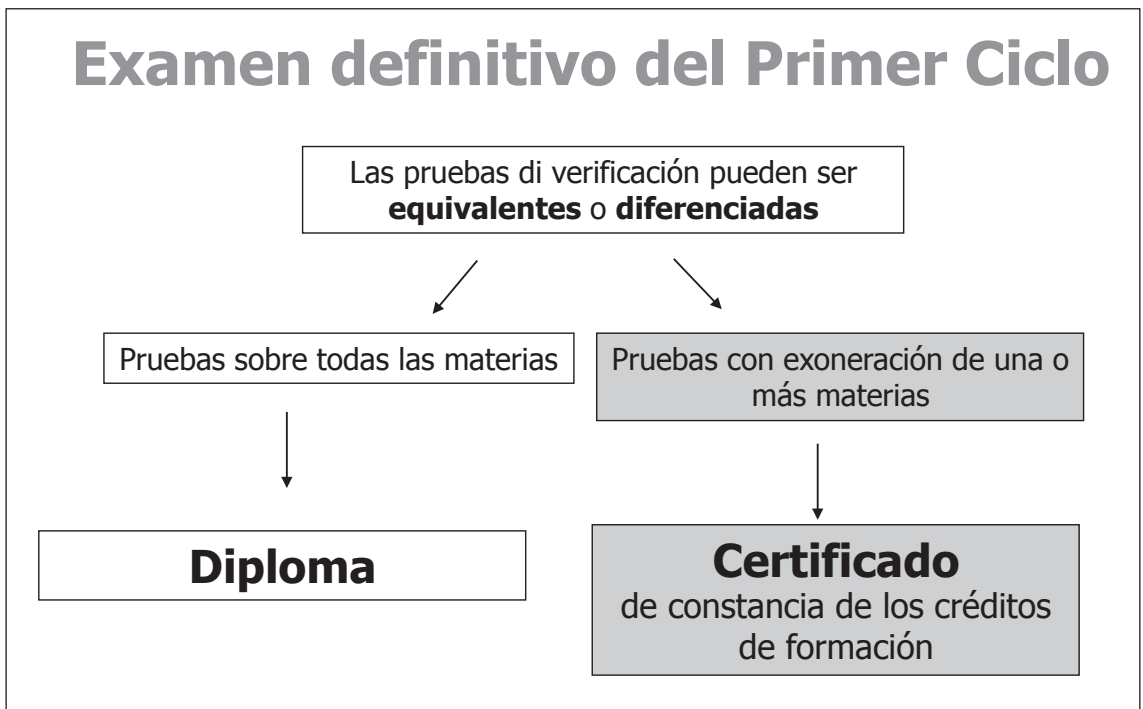 Examen definitivo del Primer Ciclo
Las pruebas di verificación pueden ser
equivalentes o diferenciadas
Pruebas sobre todas las materias
Pruebas con exoneración de una o
más materias
Diploma
Certificado
de constancia de los créditos
de formación